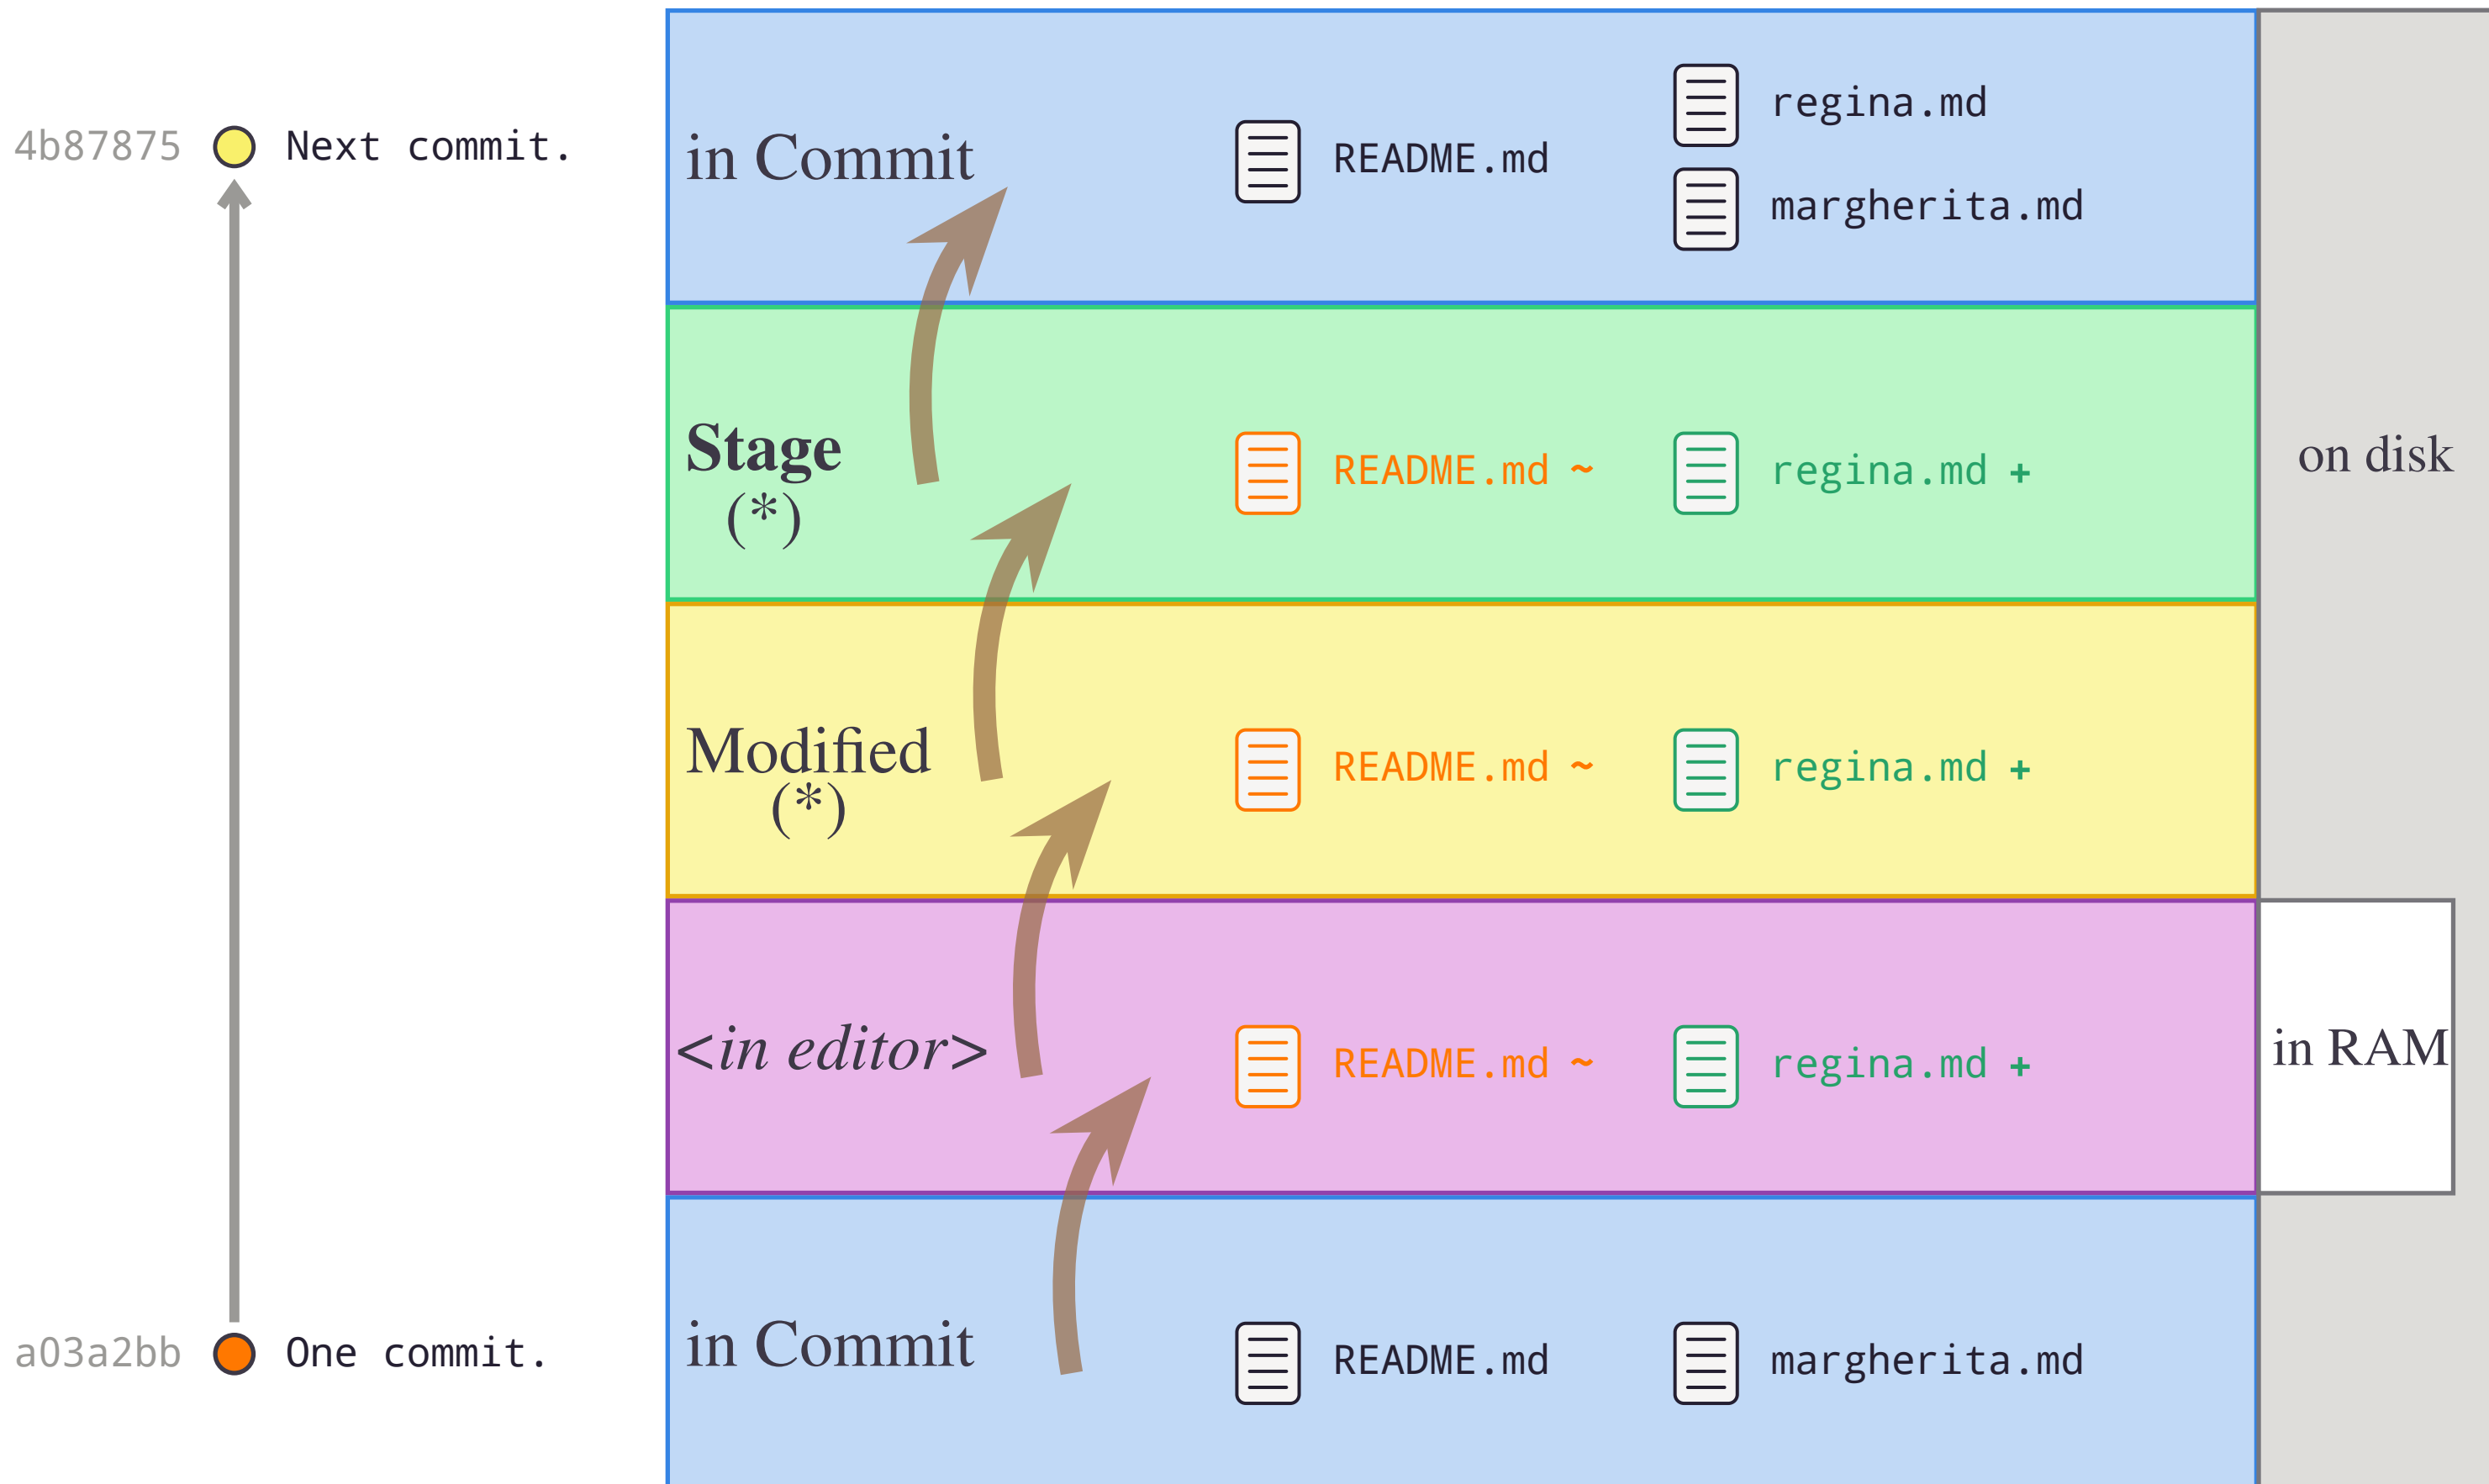 4b87875 Next commit.
in Commit
README.md
regina.md
margherita.md
Stage
(*)
README.md ~
regina.md +
on disk
Modified
(*)
README.md ~
regina.md +
<in editor>
README.md ~
regina.md +
in RAM
a03a2bb One commit.
in Commit
README.md
margherita.md